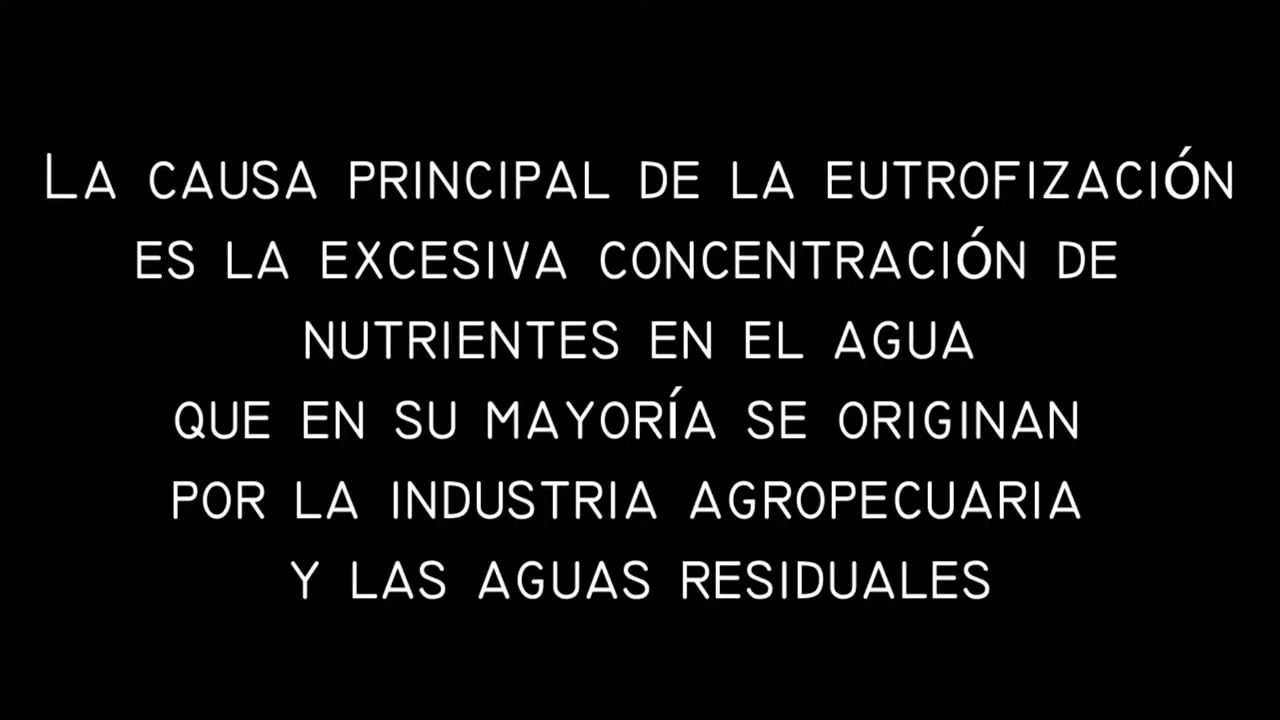 LA CAUSA PRINCIPAL DE LA EUTROFIZACIÓN
ES LA EXCESIVA CONCENTRACIÓN DE
NUTRIENTES EN EL AGUA
QUE EN SU MAYORÍA SE ORIGINAN
POR LA INDUSTRIA AGROPECUARIA
Y LAS AGUAS RESIDUALES